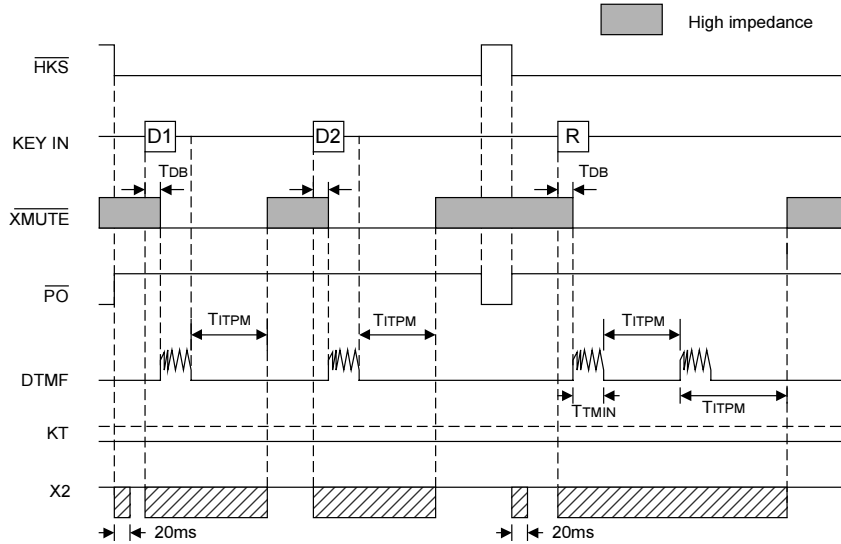 High impedance
HKS
KEY IN D1 D2 R
TDB TDB
XMUTE
PO
TITPM TITPM TITPM
DTMF
TTMIN TITPM
KT
X2
20ms 20ms